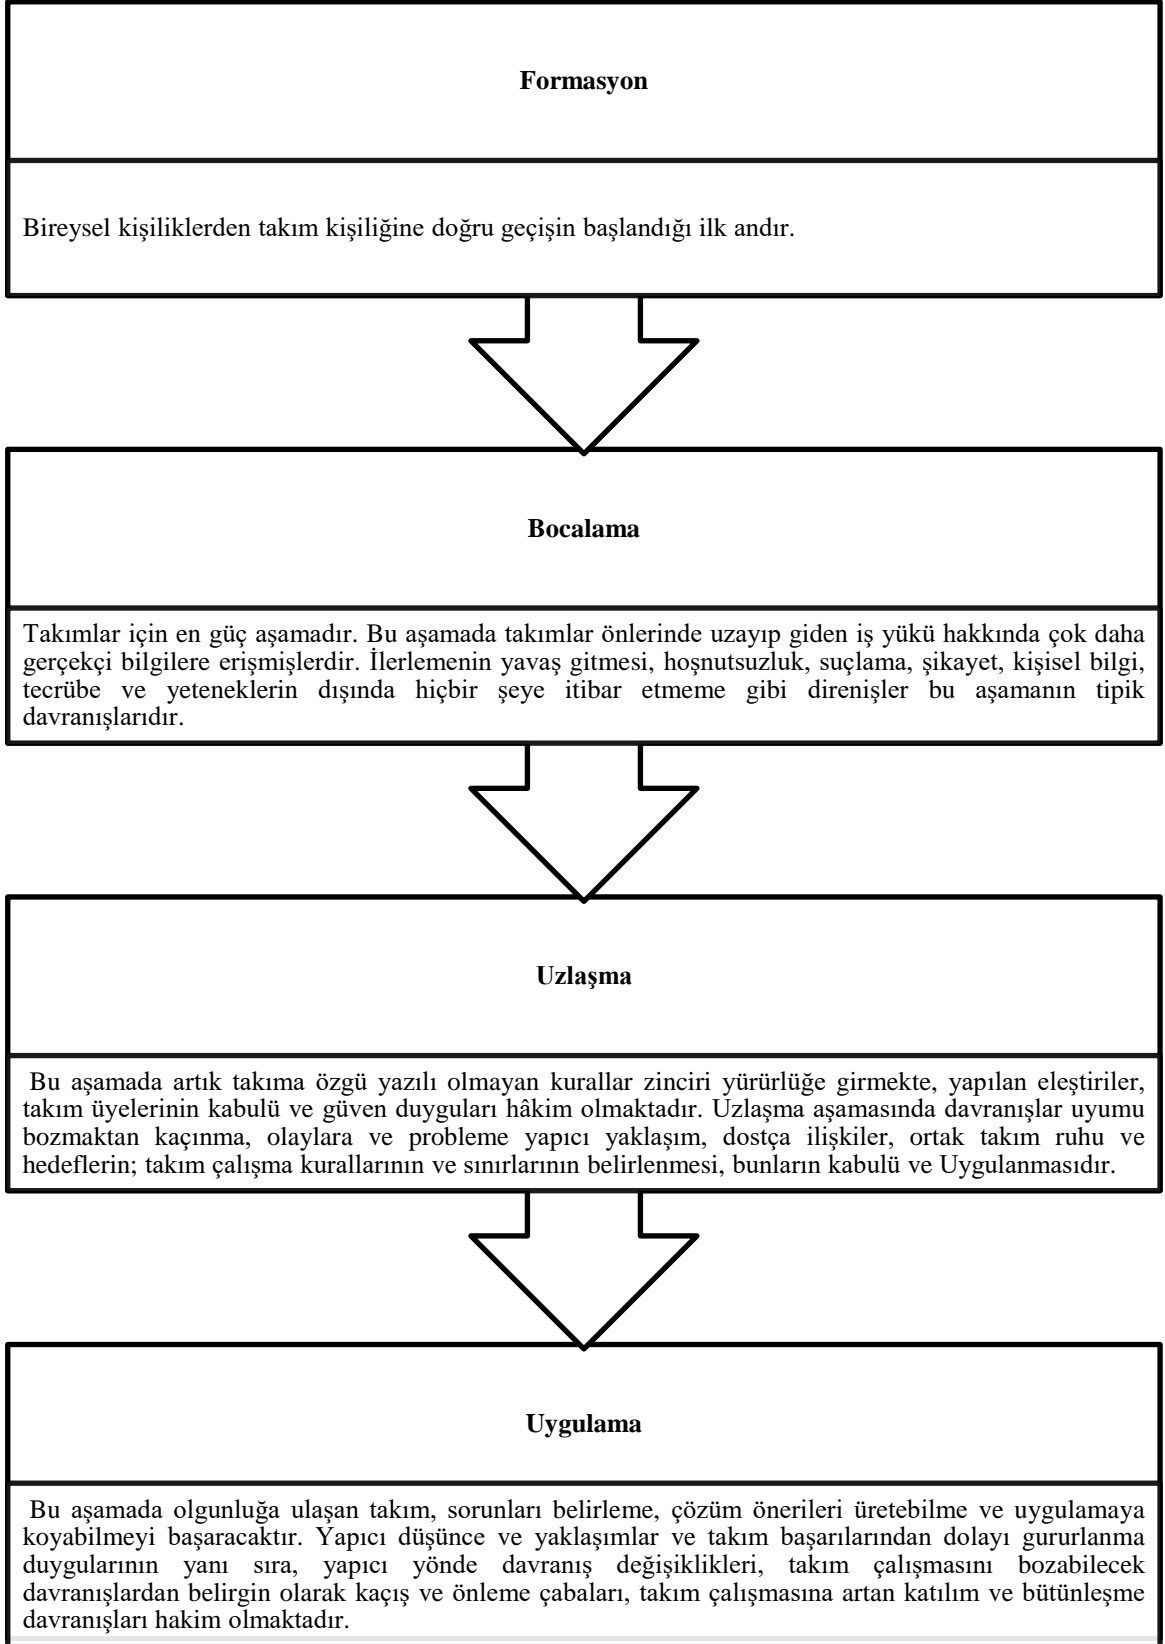 Formasyon
Bireysel kişiliklerden takım kişiliğine doğru geçişin başlandığı ilk andır.
Bocalama
Takımlar için en güç aşamadır. Bu aşamada takımlar önlerinde uzayıp giden iş yükü hakkında çok daha
gerçekçi bilgilere erişmişlerdir. İlerlemenin yavaş gitmesi, hoşnutsuzluk, suçlama, şikayet, kişisel bilgi,
tecrübe ve yeteneklerin dışında hiçbir şeye itibar etmeme gibi direnişler bu aşamanın tipik
davranışlarıdır.
Uzlaşma
Bu aşamada artık takıma özgü yazılı olmayan kurallar zinciri yürürlüğe girmekte, yapılan eleştiriler,
takım üyelerinin kabulü ve güven duyguları hâkim olmaktadır. Uzlaşma aşamasında davranışlar uyumu
bozmaktan kaçınma, olaylara ve probleme yapıcı yaklaşım, dostça ilişkiler, ortak takım ruhu ve
hedeflerin; takım çalışma kurallarının ve sınırlarının belirlenmesi, bunların kabulü ve Uygulanmasıdır.
Uygulama
Bu aşamada olgunluğa ulaşan takım, sorunları belirleme, çözüm önerileri üretebilme ve uygulamaya
koyabilmeyi başaracaktır. Yapıcı düşünce ve yaklaşımlar ve takım başarılarından dolayı gururlanma
duygularının yanı sıra, yapıcı yönde davranış değişiklikleri, takım çalışmasını bozabilecek
davranışlardan belirgin olarak kaçış ve önleme çabaları, takım çalışmasına artan katılım ve bütünleşme
davranışları hakim olmaktadır.